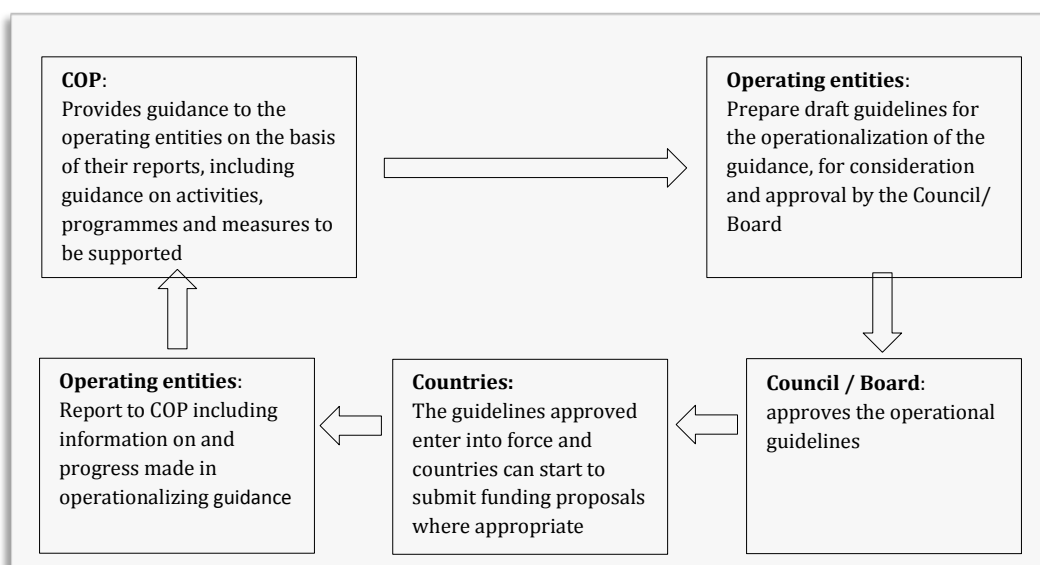 COP:
Provides guidance to the
operating entities on the basis
of their reports, including
guidance on activities,
programmes and measures to
be supported
Operating entities:
Prepare draft guidelines for
the operationalization of the
guidance, for consideration
and approval by the Council/
Board
Operating entities:
Report to COP including
information on and
progress made in
operationalizing guidance
Countries:
The guidelines approved
enter into force and
countries can start to
submit funding proposals
where appropriate
Council / Board:
approves the operational
guidelines